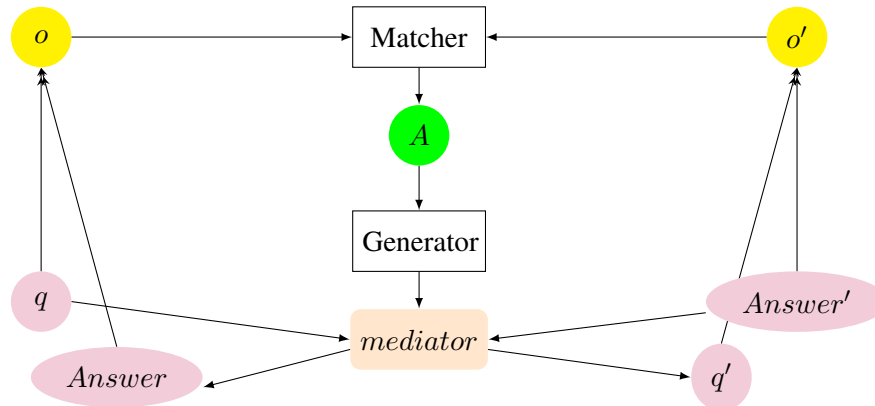 o
Matcher
o′
A
Generator
q
Answer′
mediator
Answer
q′